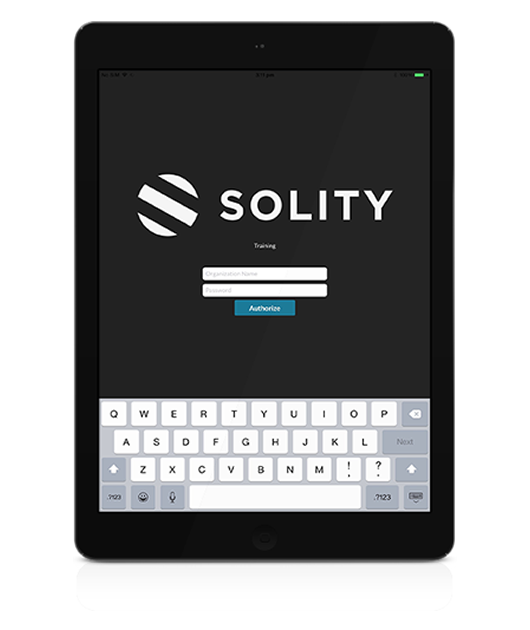 SOLITY
Training
Organization Name
Password
Authorize
Q W E R T Y U I O P
A S D F G H J K L Next
Z X C V B N M ! , ? .
.?123 .?123